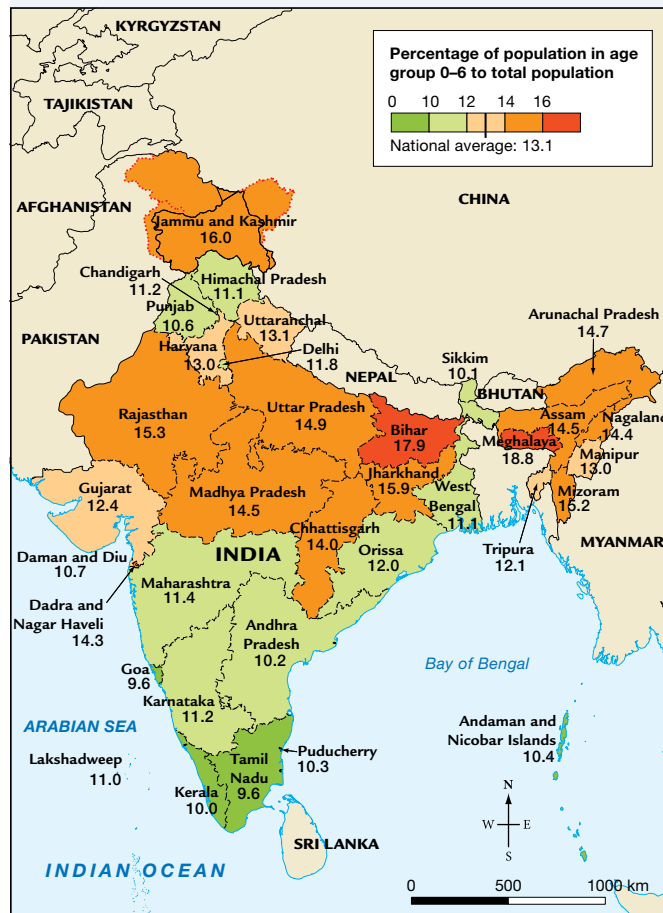 KYRGYZSTAN
TAJIKISTAN
AFGHANISTAN
CHINA
PAKISTAN
Percentage of population in age
group 0–6 to total population
0 10 12 14 16
National average: 13.1
Jammu and Kashmir
16.0
Chandigarh
11.2
Himachal Pradesh
11.1
Punjab
10.6
Uttaranchal
13.1
Haryana
13.0
Delhi
11.8
NEPAL
Sikkim
10.1
BHUTAN
Arunachal Pradesh
14.7
Rajasthan
15.3
Uttar Pradesh
14.9
Bihar
17.9
Assam
14.5
Nagaland
14.4
Meghalaya
18.8
Manipur
13.0
Mizoram
15.2
Tripura
12.1
MYANMAR
Gujarat
12.4
Madhya Pradesh
14.5
Jharkhand
15.9
West
Bengal
11.1
Chhattisgarh
14.0
INDIA
Orissa
12.0
Daman and Diu
10.7
Dadra and
Nagar Haveli
14.3
Maharashtra
11.4
Andhra
Pradesh
10.2
Goa
9.6
Karnataka
11.2
Bay of Bengal
ARABIAN SEA
Lakshadweep
11.0
Kerala
10.0
Tamil
Nadu
9.6
Puducherry
10.3
Andaman and
Nicobar Islands
10.4
SRI LANKA
INDIAN OCEAN
N
W E
S
0 500 1000 km